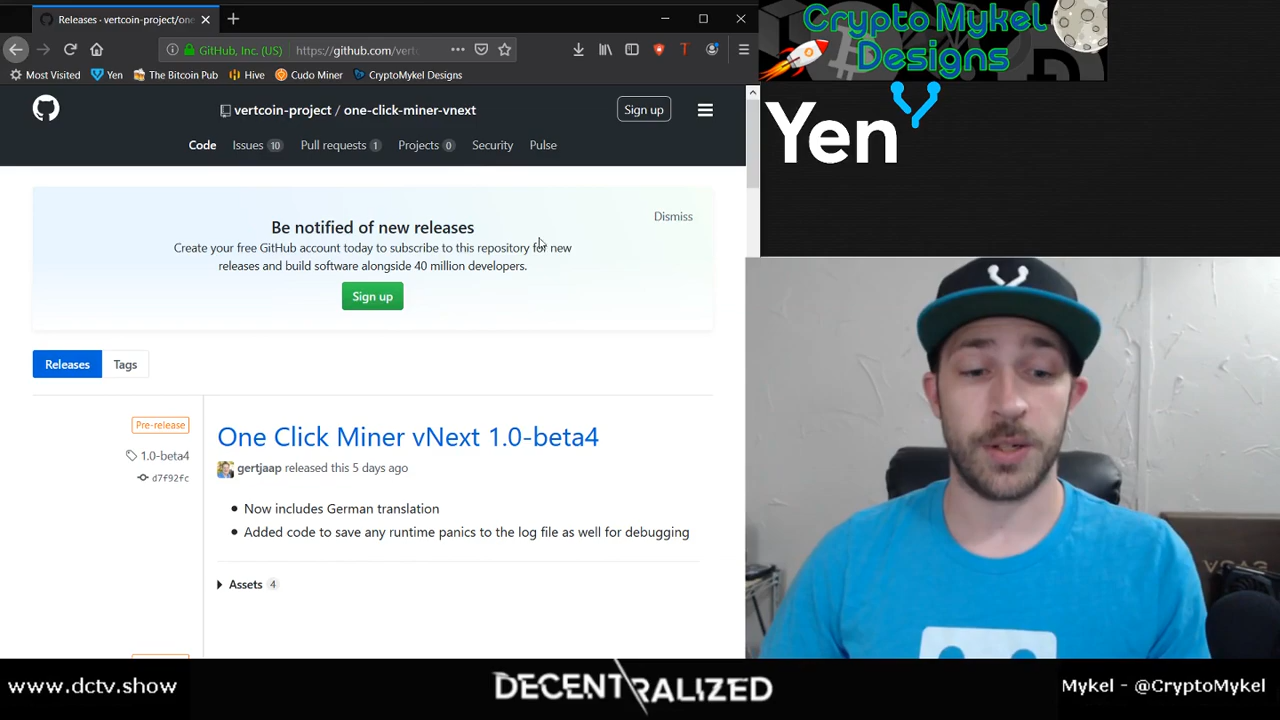 Releases · vertcoin-project/one
GitHub, Inc. (US)
https://github.com/vert
Most Visited
Yen
The Bitcoin Pub
Hive
Cudo Miner
CryptoMykel Designs
vertcoin-project / one-click-miner-vnext
Sign up
Code
Issues 10
Pull requests 1
Projects 0
Security
Pulse
Be notified of new releases
Dismiss
Create your free GitHub account today to subscribe to this repository for new
releases and build software alongside 40 million developers.
Sign up
Releases
Tags
Pre-release
1.0-beta4
d7f92fc
One Click Miner vNext 1.0-beta4
gertjaap released this 5 days ago
Now includes German translation
Added code to save any runtime panics to the log file as well for debugging
Assets 4
Crypto Mykel
Designs
Yen
www.dctv.show
DECENTRALIZED
Mykel - @CryptoMykel